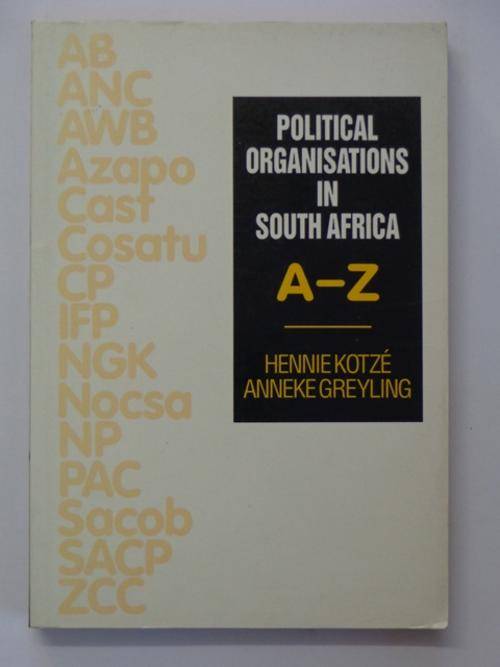 AB
ANC
AWB
Azapo
Cast
Cosatu
CP
IFP
NGK
Nocsa
NP
PAC
Sacob
SACP
ZCC
POLITICAL
ORGANISATIONS
IN
SOUTH AFRICA
A–Z
HENNIE KOTZÉ
ANNEKE GREYLING